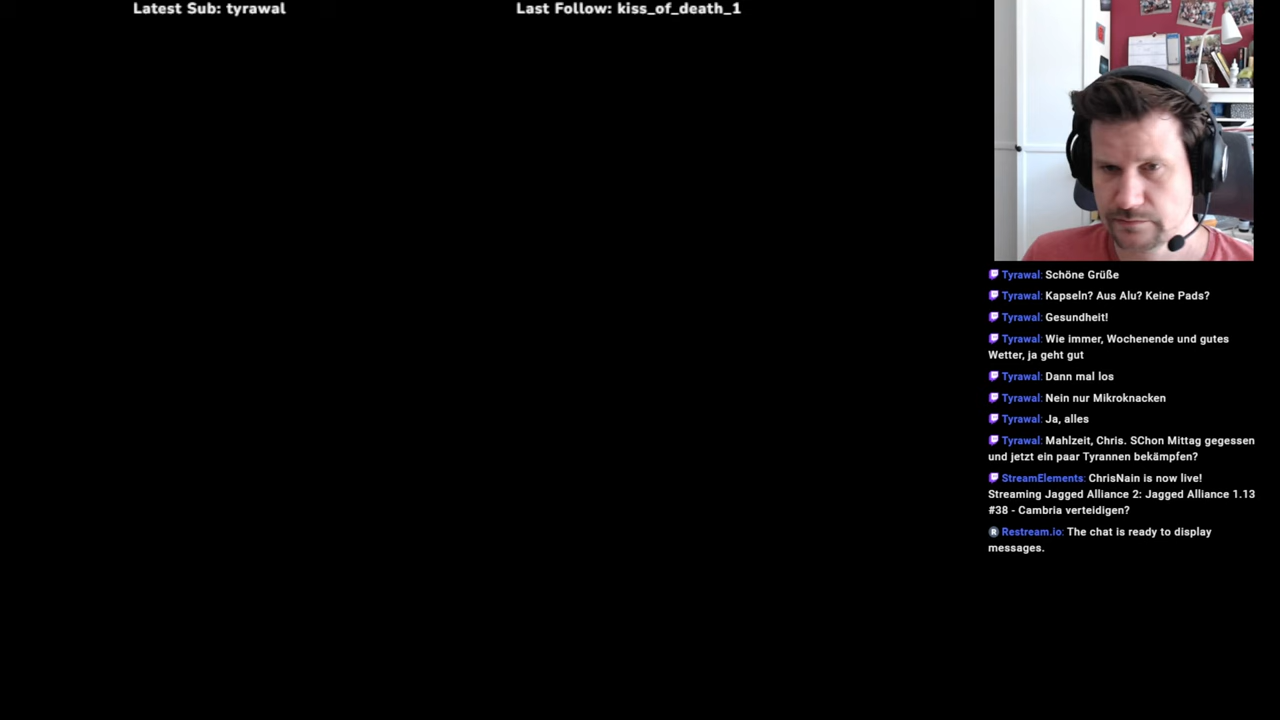 Latest Sub: tyrawal
Last Follow: kiss_of_death_1
Tyrawal: Schöne Grüße
Tyrawal: Kapseln? Aus Alu? Keine Pads?
Tyrawal: Gesundheit!
Tyrawal: Wie immer, Wochenende und gutes
Wetter, ja geht gut
Tyrawal: Dann mal los
Tyrawal: Nein nur Mikroknacken
Tyrawal: Ja, alles
Tyrawal: Mahlzeit, Chris. SChon Mittag gegessen
und jetzt ein paar Tyrannen bekämpfen?
StreamElements: ChrisNain is now live!
Streaming Jagged Alliance 2: Jagged Alliance 1.13
#38 - Cambria verteidigen?
Restream.io: The chat is ready to display
messages.